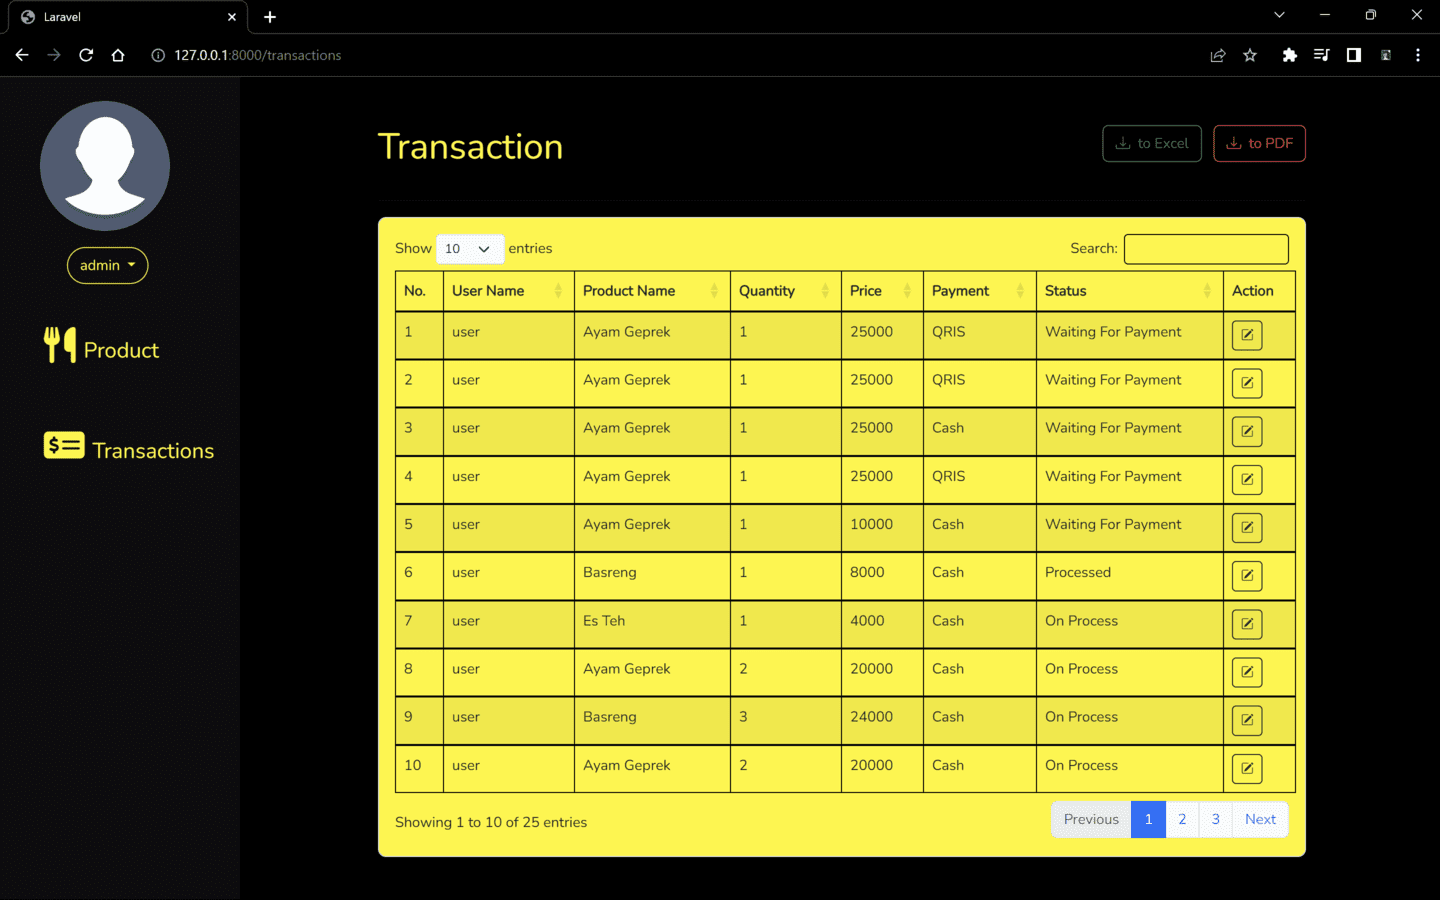 Laravel
127.0.0.1:8000/transactions
admin
Product
Transactions
Transaction
to Excel
to PDF
Show 10 entries
Search:
No. User Name Product Name Quantity Price Payment Status Action
1 user Ayam Geprek 1 25000 QRIS Waiting For Payment
2 user Ayam Geprek 1 25000 QRIS Waiting For Payment
3 user Ayam Geprek 1 25000 Cash Waiting For Payment
4 user Ayam Geprek 1 25000 QRIS Waiting For Payment
5 user Ayam Geprek 1 10000 Cash Waiting For Payment
6 user Basreng 1 8000 Cash Processed
7 user Es Teh 1 4000 Cash On Process
8 user Ayam Geprek 2 20000 Cash On Process
9 user Basreng 3 24000 Cash On Process
10 user Ayam Geprek 2 20000 Cash On Process
Showing 1 to 10 of 25 entries
Previous 1 2 3 Next